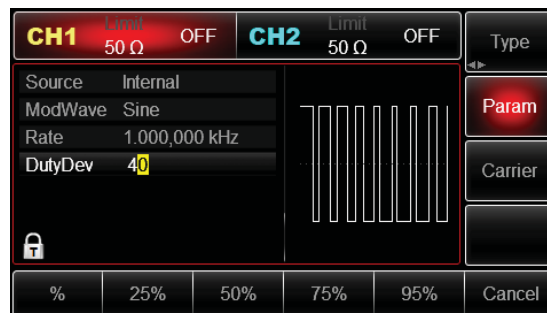 CH1 Limit 50 Ω OFF CH2 Limit 50 Ω OFF Type
Source Internal
ModWave Sine
Rate 1.000,000 kHz
DutyDev 40
Param
Carrier
T
% 25% 50% 75% 95% Cancel